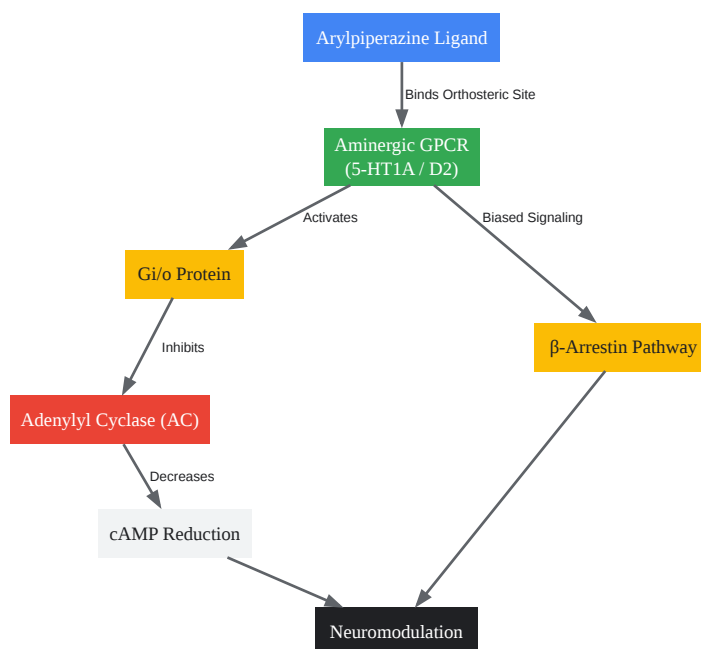 Arylpiperazine Ligand
Binds Orthosteric Site
Aminergic GPCR
(5-HT1A / D2)
Activates
Biased Signaling
Gi/o Protein
Inhibits
β-Arrestin Pathway
Adenylyl Cyclase (AC)
Decreases
cAMP Reduction
Neuromodulation